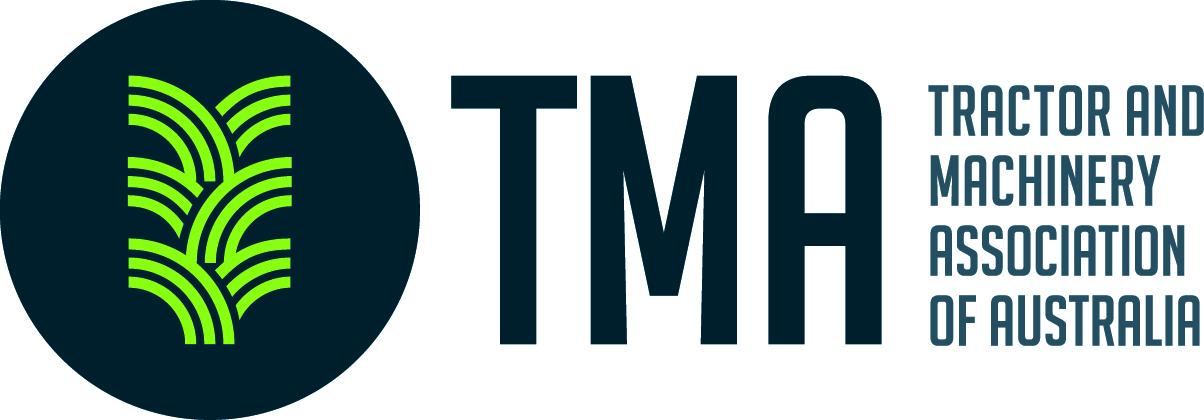 TMA
TRACTOR AND
MACHINERY
ASSOCIATION
OF AUSTRALIA